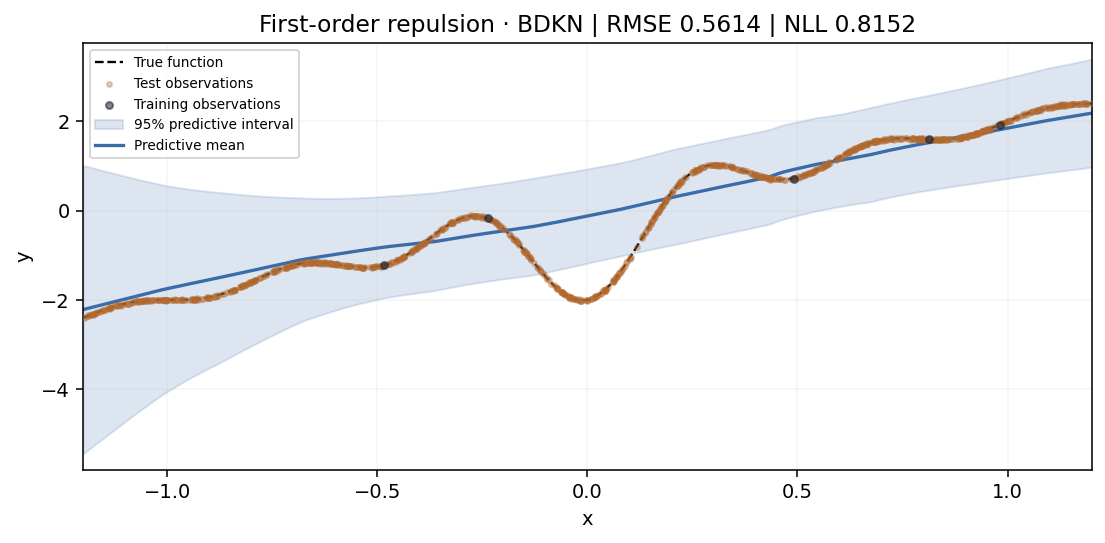 First-order repulsion · BDKN | RMSE 0.5614 | NLL 0.8152
True function
Test observations
Training observations
95% predictive interval
Predictive mean
y
2
0
−2
−4
−1.0
−0.5
0.0
0.5
1.0
x